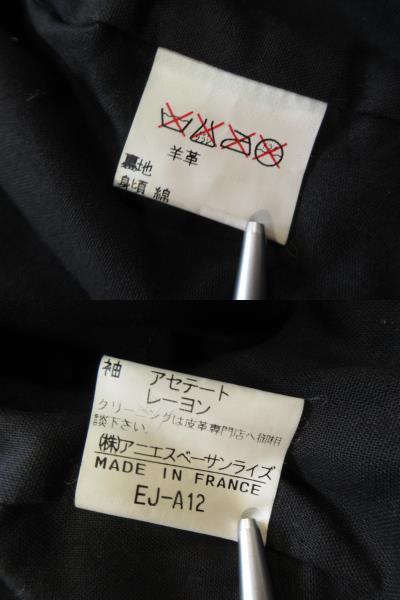 羊革
裏地
身頃 綿
袖 アセテート
レーヨン
クリーニングは皮革専門店へ御相
談下さい。
(株)アニエスベーサンライズ
MADE IN FRANCE
EJ-A12